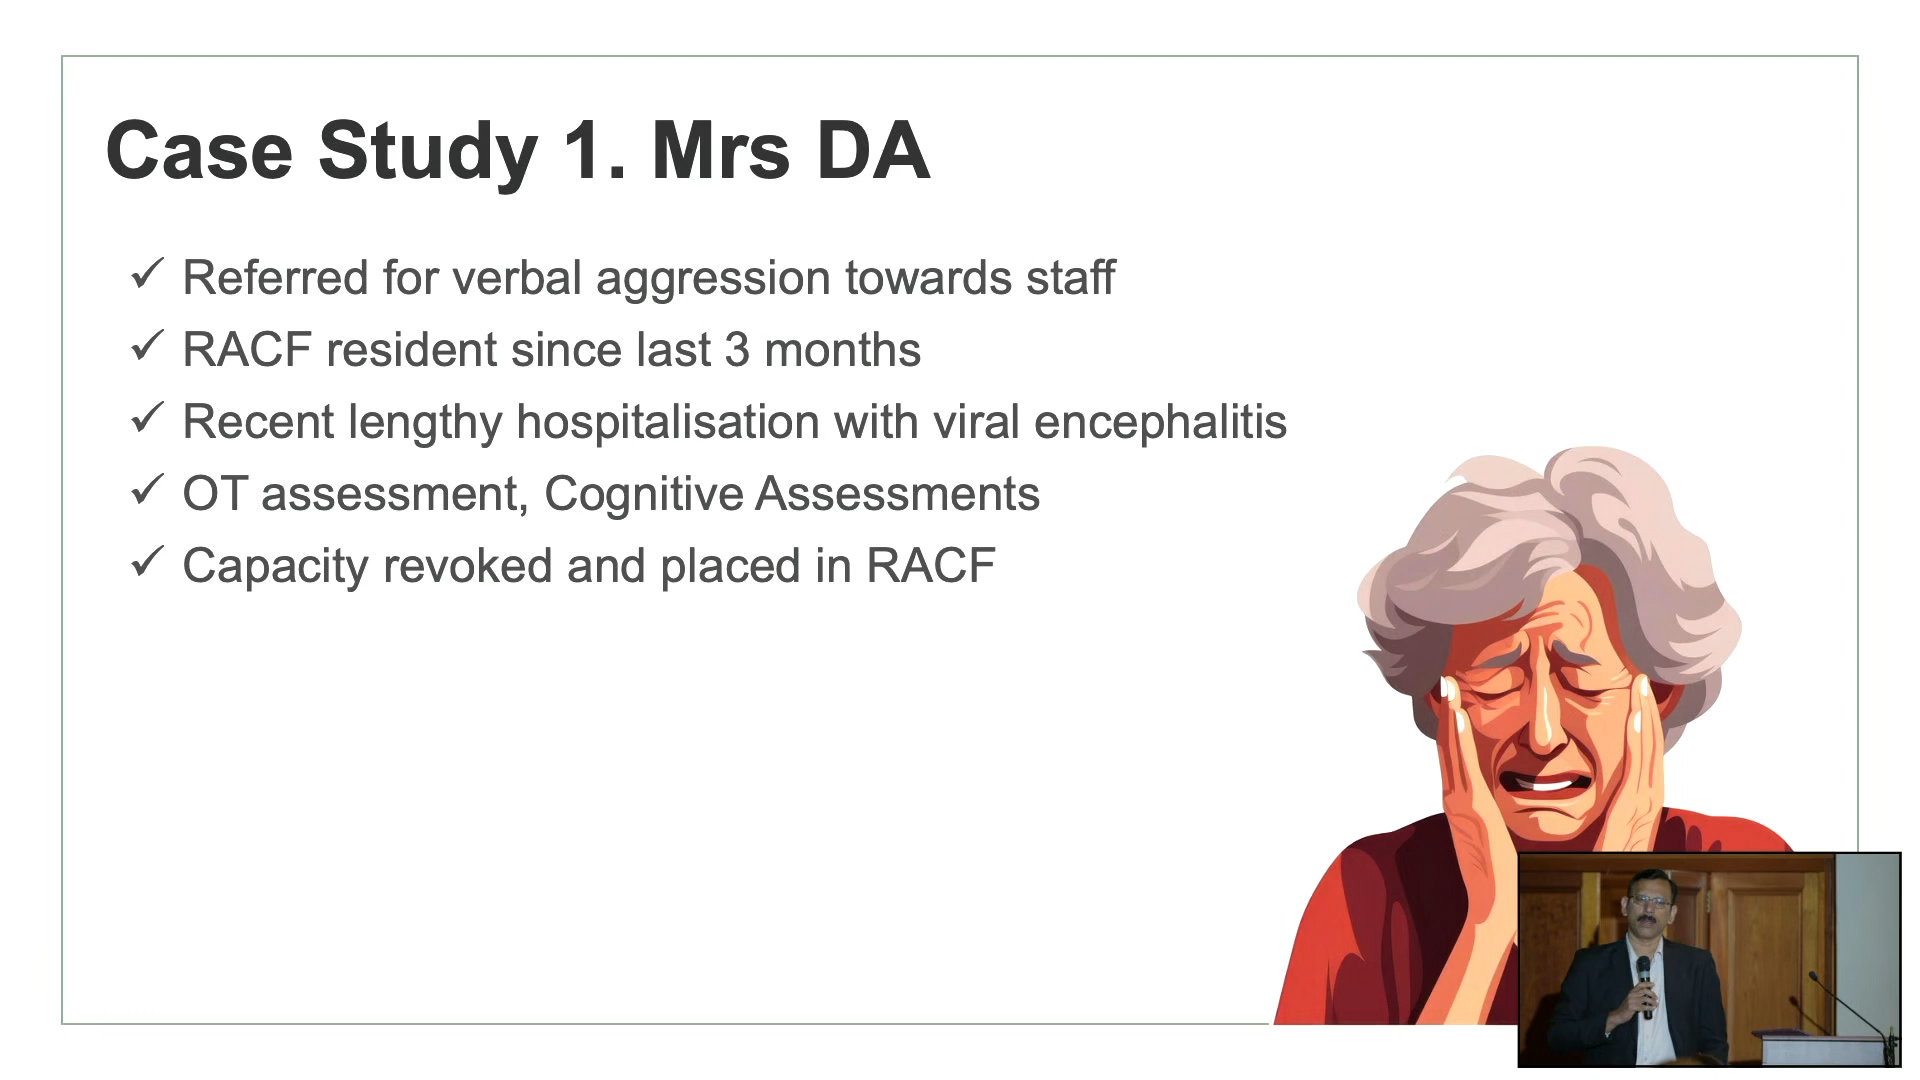 Case Study 1. Mrs DA
✓ Referred for verbal aggression towards staff
✓ RACF resident since last 3 months
✓ Recent lengthy hospitalisation with viral encephalitis
✓ OT assessment, Cognitive Assessments
✓ Capacity revoked and placed in RACF